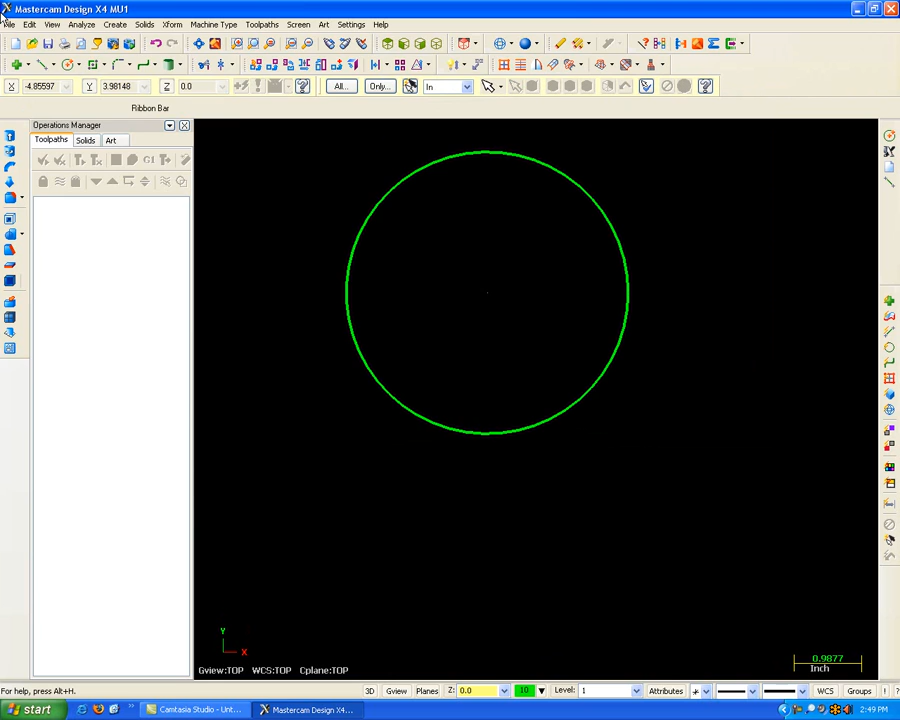 Mastercam Design X4 MU1
File Edit View Analyze Create Solids Xform Machine Type Toolpaths Screen Art Settings Help
X -4.85597 Y 3.98148 Z 0.0 All... Only... In
Ribbon Bar
Operations Manager
Toolpaths Solids Art
G1
Y
X
0.9877
Inch
Gview:TOP WCS:TOP Cplane:TOP
For help, press Alt+H. 3D Gview Planes Z: 0.0 10 Level: 1 Attributes WCS Groups ?
start Camtasia Studio - Unt... Mastercam Design X4... 2:49 PM